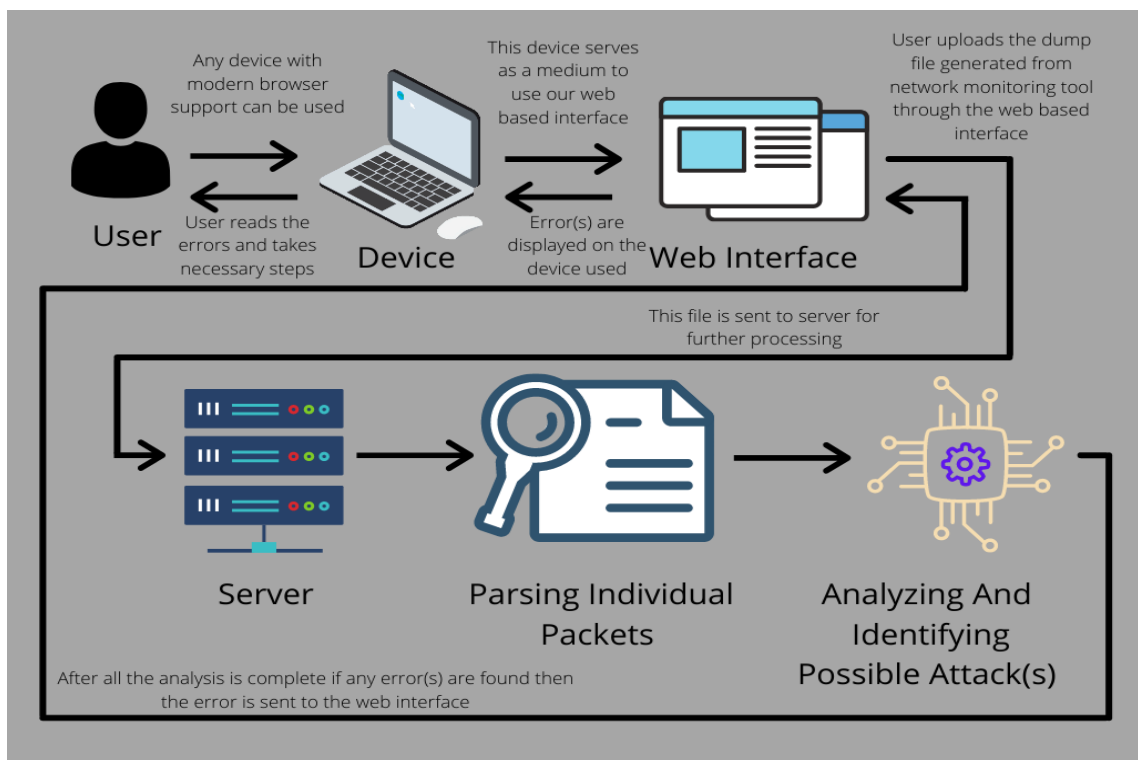 Any device with
modern browser
support can be used
This device serves
as a medium to
use our web
based interface
User uploads the dump
file generated from
network monitoring tool
through the web based
interface
User
User reads the
errors and takes
necessary steps
Device
Error(s) are
displayed on the
device used
Web Interface
This file is sent to server for
further processing
Server
Parsing Individual
Packets
Analyzing And
Identifying
Possible Attack(s)
After all the analysis is complete if any error(s) are found then
the error is sent to the web interface